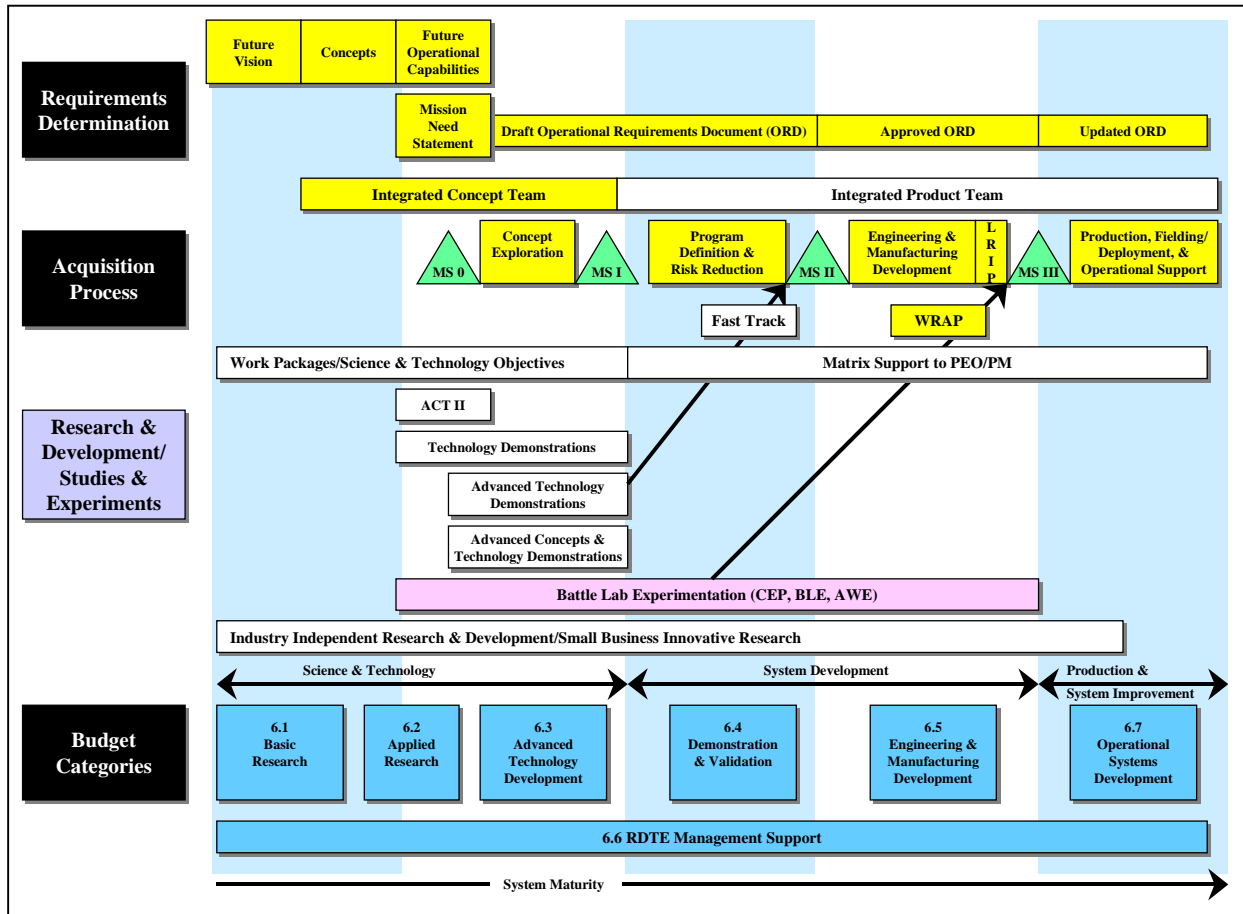 Requirements
Determination
Future
Vision
Concepts
Future
Operational
Capabilities
Mission
Need
Statement
Draft Operational Requirements Document (ORD)
Approved ORD
Updated ORD
Integrated Concept Team
Integrated Product Team
Acquisition
Process
MS 0
Concept
Exploration
MS I
Program
Definition &
Risk Reduction
MS II
Engineering &
Manufacturing
Development
L
R
I
P
MS III
Production, Fielding/
Deployment, &
Operational Support
Fast Track
WRAP
Research &
Development/
Studies &
Experiments
Work Packages/Science & Technology Objectives
Matrix Support to PEO/PM
ACT II
Technology Demonstrations
Advanced Technology
Demonstrations
Advanced Concepts &
Technology Demonstrations
Battle Lab Experimentation (CEP, BLE, AWE)
Industry Independent Research & Development/Small Business Innovative Research
Science & Technology
System Development
Production &
System Improvement
Budget
Categories
6.1
Basic
Research
6.2
Applied
Research
6.3
Advanced
Technology
Development
6.4
Demonstration
& Validation
6.5
Engineering &
Manufacturing
Development
6.7
Operational
Systems
Development
6.6 RDTE Management Support
System Maturity